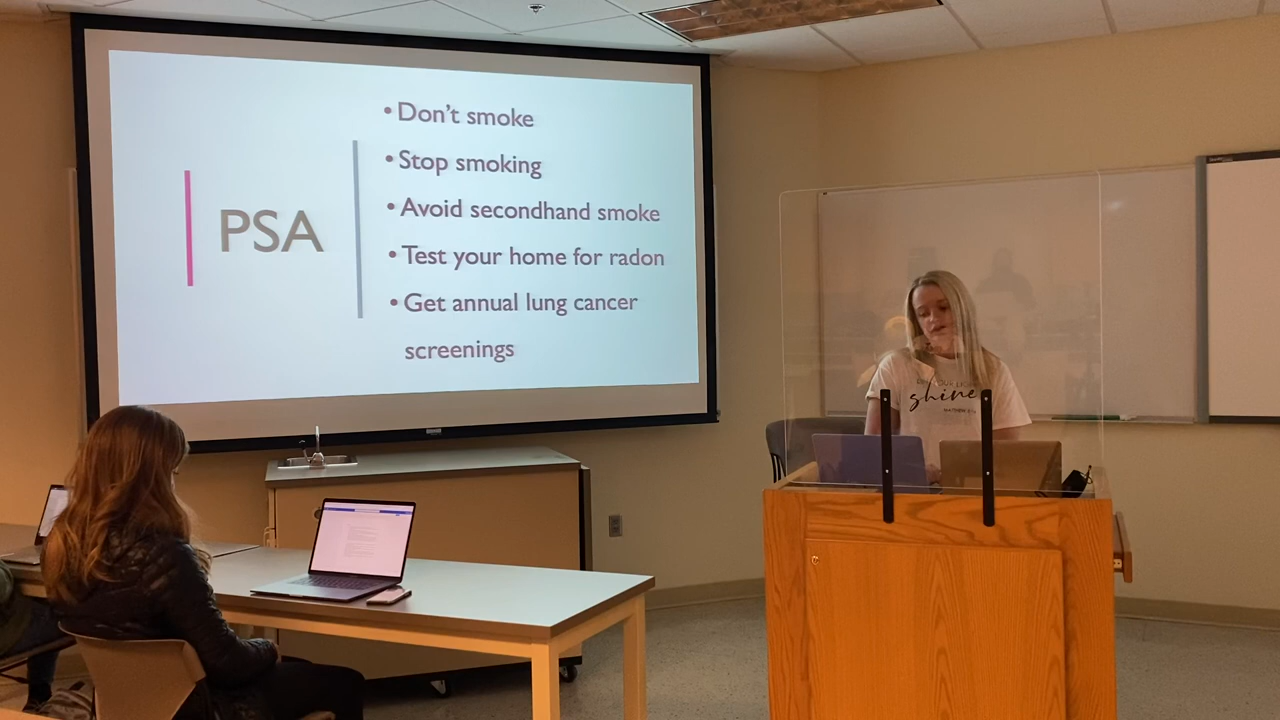 PSA
• Don't smoke
• Stop smoking
• Avoid secondhand smoke
• Test your home for radon
• Get annual lung cancer
screenings
shine